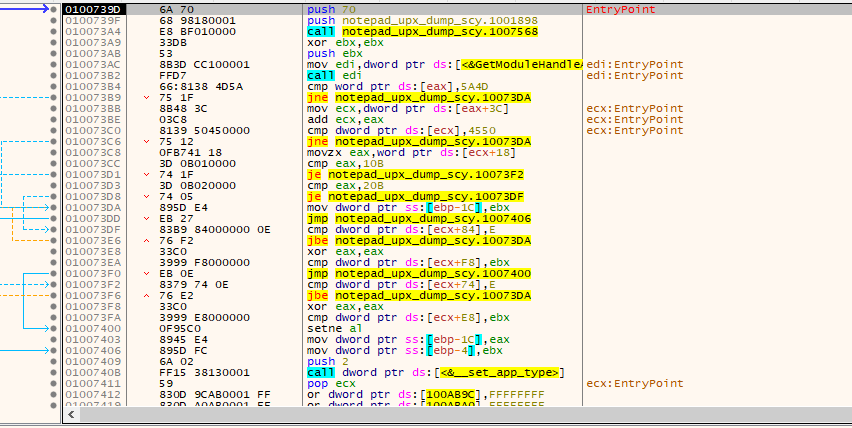 0100739D 6A 70 push 70 EntryPoint
0100739F 68 98180001 push notepad_upx_dump_scy.1001898
010073A4 E8 BF010000 call notepad_upx_dump_scy.1007568
010073A9 33DB xor ebx,ebx
010073AB 53 push ebx
010073AC 8B3D CC100001 mov edi,dword ptr ds:[<&GetModuleHandleA edi:EntryPoint
010073B2 FFD7 call edi edi:EntryPoint
010073B4 66:8138 4D5A cmp word ptr ds:[eax],5A4D
010073B9 75 1F jne notepad_upx_dump_scy.10073DA
010073BB 8B48 3C mov ecx,dword ptr ds:[eax+3C] ecx:EntryPoint
010073BE 03C8 add ecx,eax ecx:EntryPoint
010073C0 8139 50450000 cmp dword ptr ds:[ecx],4550 ecx:EntryPoint
010073C6 75 12 jne notepad_upx_dump_scy.10073DA
010073C8 0FB741 18 movzx eax,word ptr ds:[ecx+18]
010073CC 3D 0B010000 cmp eax,10B
010073D1 74 1F je notepad_upx_dump_scy.10073F2
010073D3 3D 0B020000 cmp eax,20B
010073D8 74 05 je notepad_upx_dump_scy.10073DF
010073DA 895D E4 mov dword ptr ss:[ebp-1C],ebx
010073DD EB 27 jmp notepad_upx_dump_scy.1007406
010073DF 83B9 84000000 0E cmp dword ptr ds:[ecx+84],E
010073E6 76 F2 jbe notepad_upx_dump_scy.10073DA
010073E8 33C0 xor eax,eax
010073EA 3999 F8000000 cmp dword ptr ds:[ecx+F8],ebx
010073F0 EB 0E jmp notepad_upx_dump_scy.1007400
010073F2 8379 74 0E cmp dword ptr ds:[ecx+74],E
010073F6 76 E2 jbe notepad_upx_dump_scy.10073DA
010073F8 33C0 xor eax,eax
010073FA 3999 E8000000 cmp dword ptr ds:[ecx+E8],ebx
01007400 0F95C0 setne al
01007403 8945 E4 mov dword ptr ss:[ebp-1C],eax
01007406 895D FC mov dword ptr ss:[ebp-4],ebx
01007409 6A 02 push 2
0100740B FF15 38130001 call dword ptr ds:[<&__set_app_type>]
01007411 59 pop ecx ecx:EntryPoint
01007412 830D 9CAB0001 FF or dword ptr ds:[100AB9C],FFFFFFFF
01007419 830D A0AB0001 FF or dword ptr ds:[100ABA0],FFFFFFFF